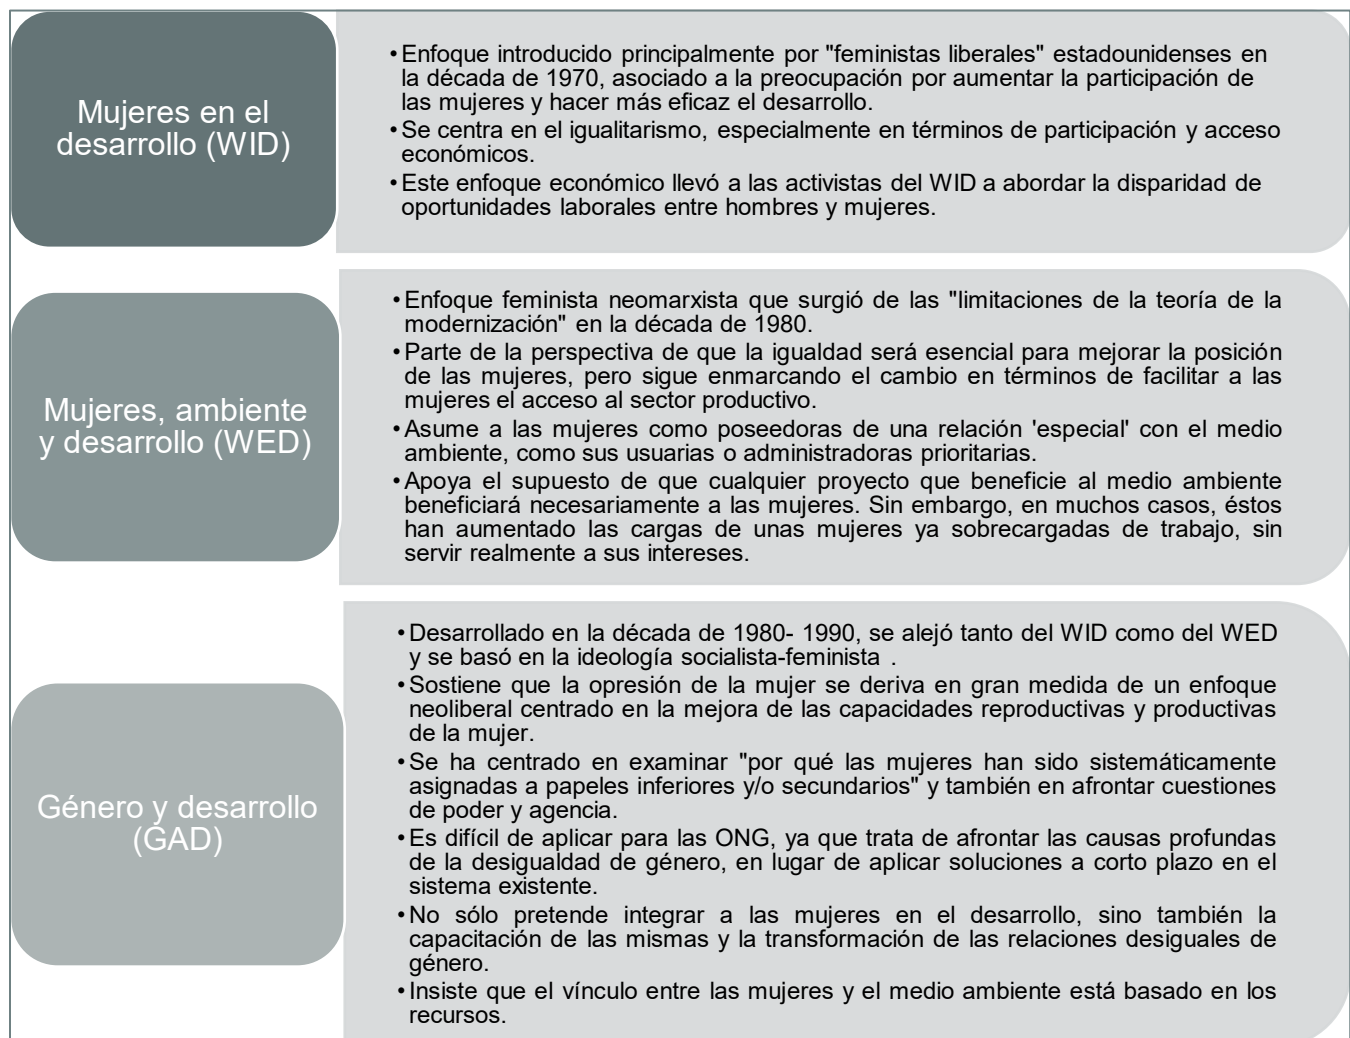 Mujeres en el
desarrollo (WID)
•Enfoque introducido principalmente por "feministas liberales" estadounidenses en
la década de 1970, asociado a la preocupación por aumentar la participación de
las mujeres y hacer más eficaz el desarrollo.
•Se centra en el igualitarismo, especialmente en términos de participación y acceso
económicos.
•Este enfoque económico llevó a las activistas del WID a abordar la disparidad de
oportunidades laborales entre hombres y mujeres.
Mujeres, ambiente
y desarrollo (WED)
•Enfoque feminista neomarxista que surgió de las "limitaciones de la teoría de la
modernización" en la década de 1980.
•Parte de la perspectiva de que la igualdad será esencial para mejorar la posición
de las mujeres, pero sigue enmarcando el cambio en términos de facilitar a las
mujeres el acceso al sector productivo.
•Asume a las mujeres como poseedoras de una relación 'especial' con el medio
ambiente, como sus usuarias o administradoras prioritarias.
•Apoya el supuesto de que cualquier proyecto que beneficie al medio ambiente
beneficiará necesariamente a las mujeres. Sin embargo, en muchos casos, éstos
han aumentado las cargas de unas mujeres ya sobrecargadas de trabajo, sin
servir realmente a sus intereses.
Género y desarrollo
(GAD)
•Desarrollado en la década de 1980- 1990, se alejó tanto del WID como del WED
y se basó en la ideología socialista-feminista .
•Sostiene que la opresión de la mujer se deriva en gran medida de un enfoque
neoliberal centrado en la mejora de las capacidades reproductivas y productivas
de la mujer.
•Se ha centrado en examinar "por qué las mujeres han sido sistemáticamente
asignadas a papeles inferiores y/o secundarios" y también en afrontar cuestiones
de poder y agencia.
•Es difícil de aplicar para las ONG, ya que trata de afrontar las causas profundas
de la desigualdad de género, en lugar de aplicar soluciones a corto plazo en el
sistema existente.
•No sólo pretende integrar a las mujeres en el desarrollo, sino también la
capacitación de las mismas y la transformación de las relaciones desiguales de
género.
•Insiste que el vínculo entre las mujeres y el medio ambiente está basado en los
recursos.